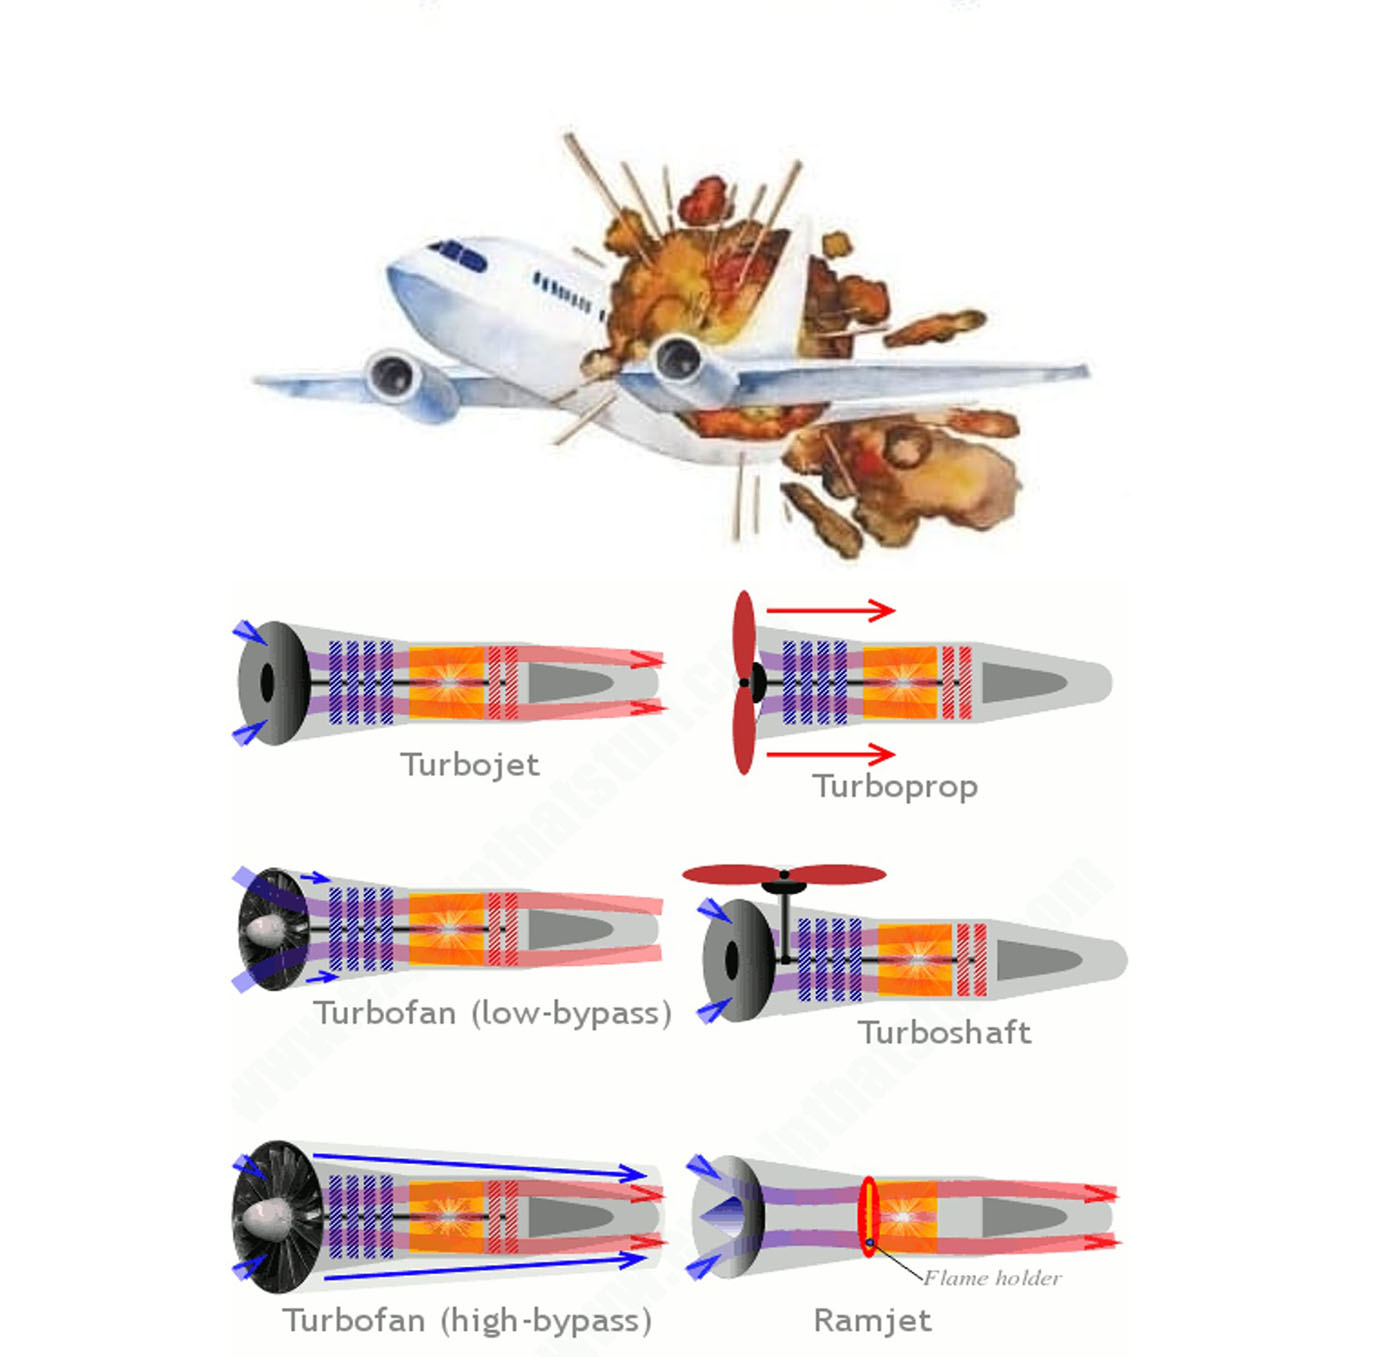 Turbojet
Turboprop
Turbofan (low-bypass)
Turboshaft
Flame holder
Turbofan (high-bypass)
Ramjet